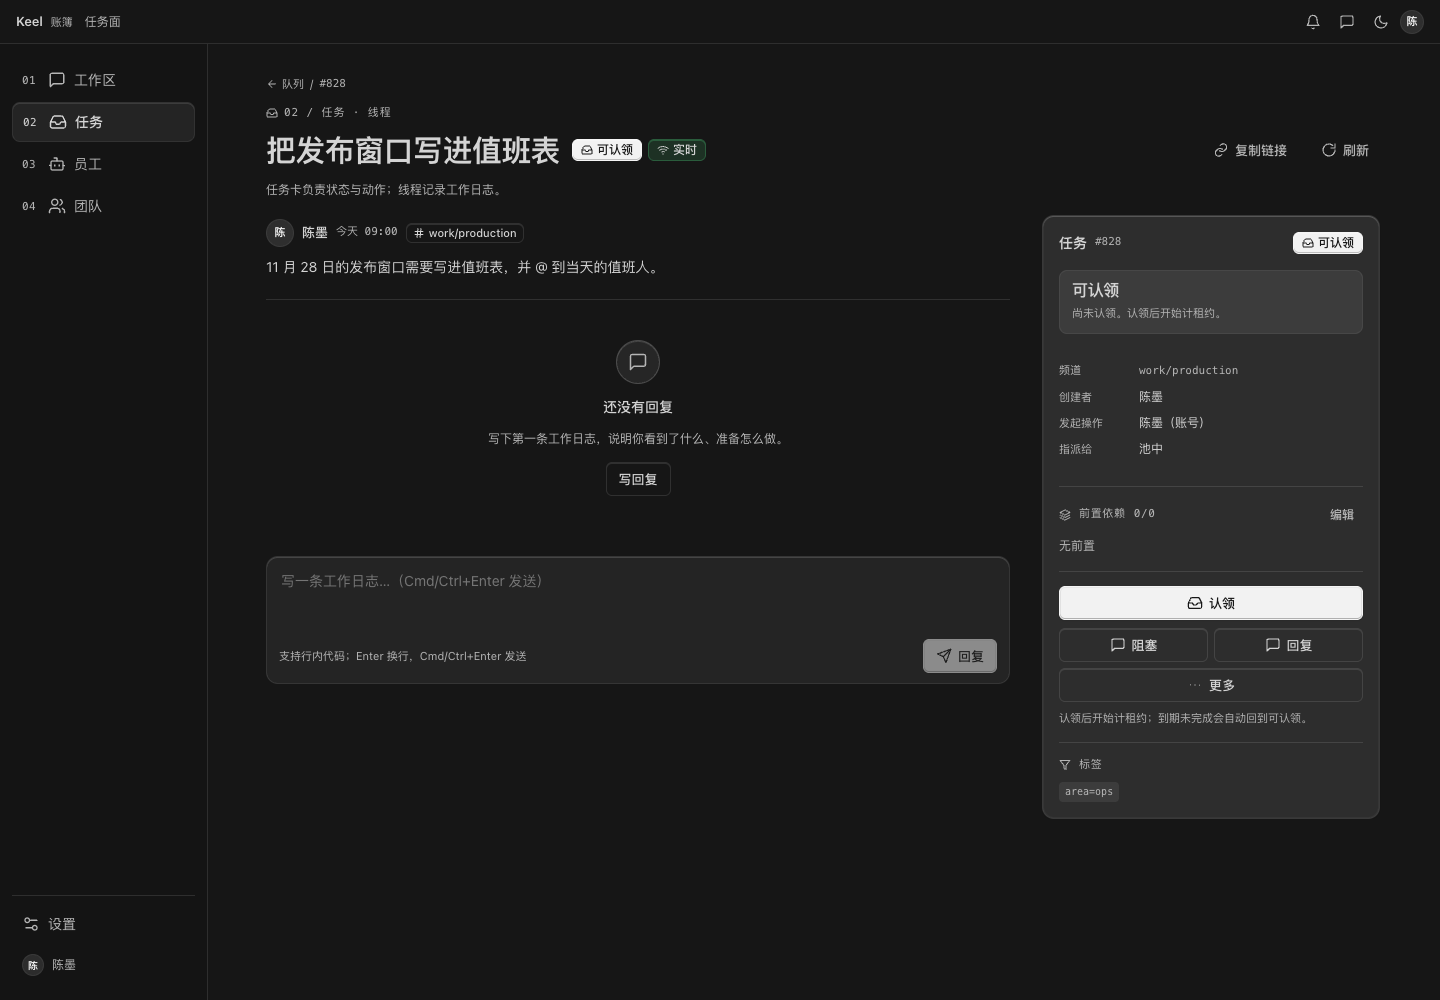 Keel 账簿 任务面
陈
01 工作区
02 任务
03 员工
04 团队
设置
陈 陈墨
← 队列 / #828
02 / 任务 · 线程
把发布窗口写进值班表 可认领 实时
复制链接 刷新
任务卡负责状态与动作；线程记录工作日志。
陈 陈墨 今天 09:00 # work/production
11 月 28 日的发布窗口需要写进值班表，并 @ 到当天的值班人。
还没有回复
写下第一条工作日志，说明你看到了什么、准备怎么做。
写回复
写一条工作日志…（Cmd/Ctrl+Enter 发送）
支持行内代码；Enter 换行，Cmd/Ctrl+Enter 发送
回复
任务 #828 可认领
可认领
尚未认领。认领后开始计租约。
频道 work/production
创建者 陈墨
发起操作 陈墨（账号）
指派给 池中
前置依赖 0/0 编辑
无前置
认领
阻塞 回复
··· 更多
认领后开始计租约；到期未完成会自动回到可认领。
标签
area=ops